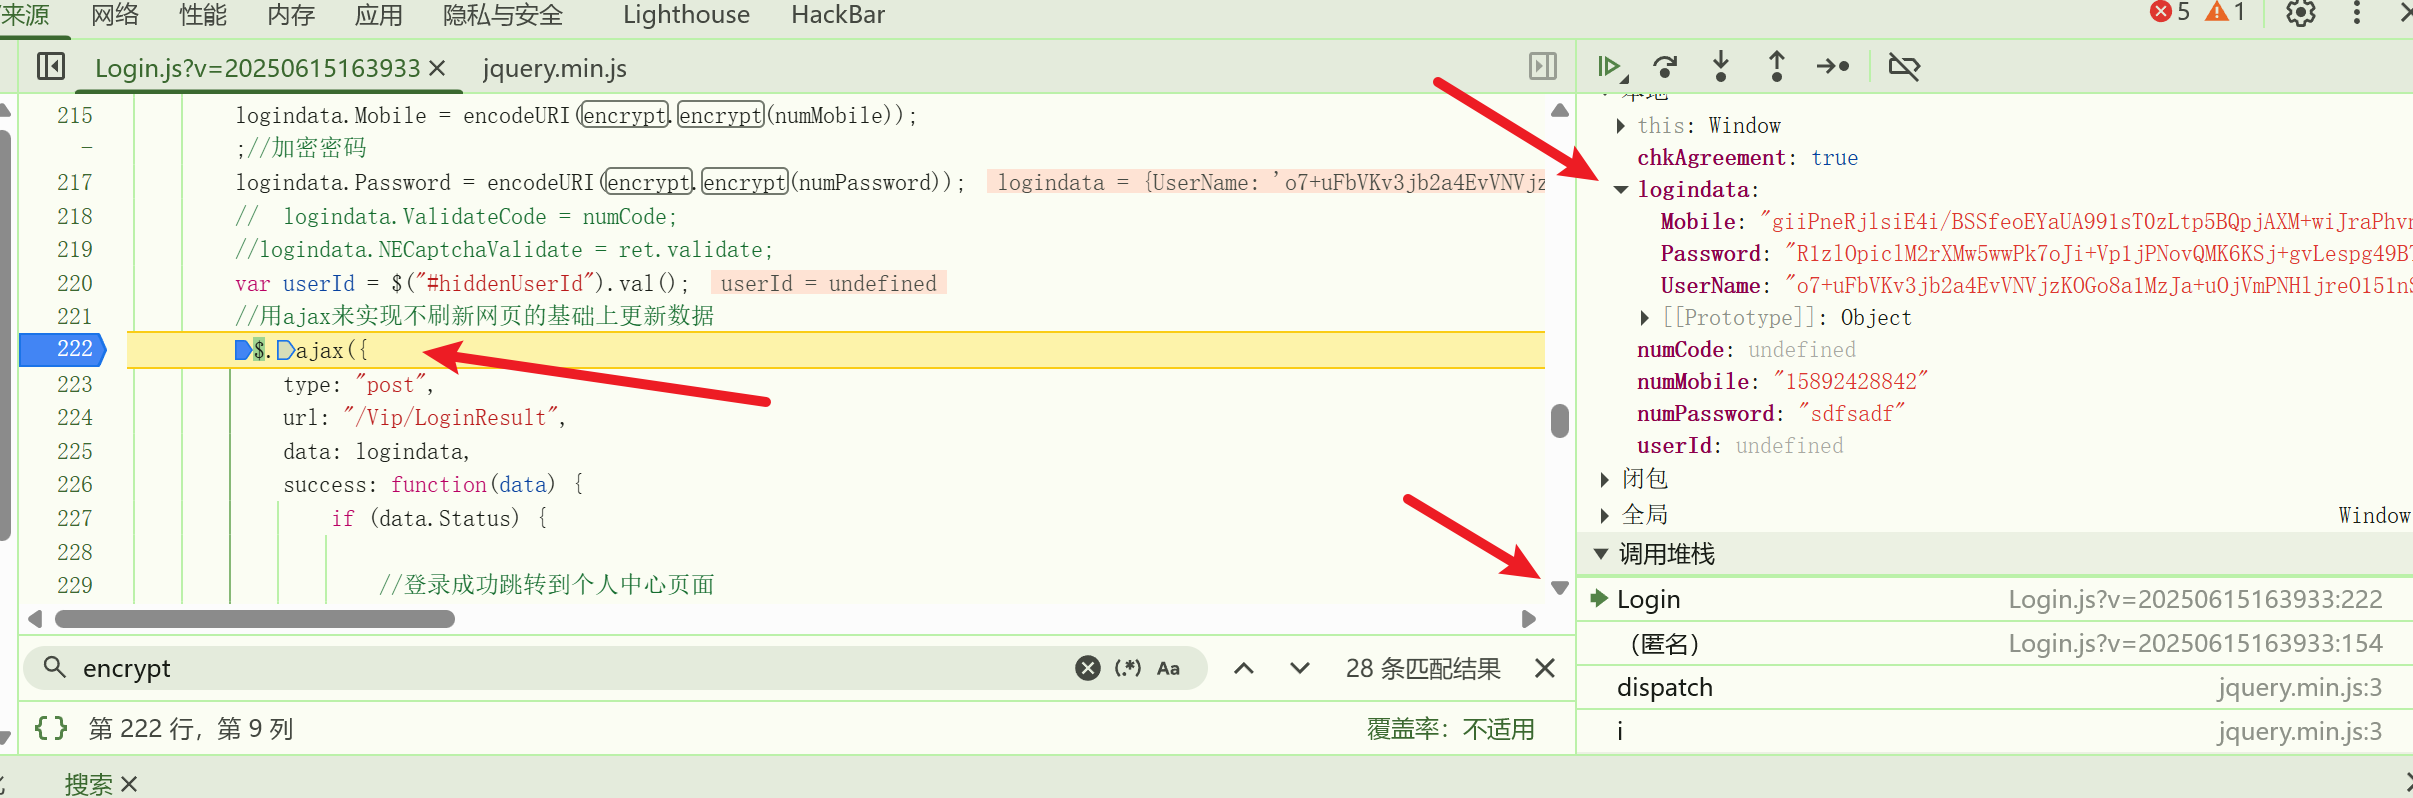 来源 网络 性能 内存 应用 隐私与安全 Lighthouse HackBar 5 1
Login.js?v=20250615163933 jquery.min.js
215 logindata.Mobile = encodeURI(encrypt.encrypt(numMobile));
- ;//加密密码
217 logindata.Password = encodeURI(encrypt.encrypt(numPassword)); logindata = {UserName: 'o7+uFbVKv3jb2a4EvVNVjz
218 //  logindata.ValidateCode = numCode;
219 //logindata.NECaptchaValidate = ret.validate;
220 var userId = $("#hiddenUserId").val(); userId = undefined
221 //用ajax来实现不刷新网页的基础上更新数据
222 $.ajax({
223 type: "post",
224 url: "/Vip/LoginResult",
225 data: logindata,
226 success: function(data) {
227 if (data.Status) {
228
229 //登录成功跳转到个人中心页面
encrypt (.*) Aa 28 条匹配结果
{} 第 222 行，第 9 列 覆盖率：不适用
搜索
本地
this: Window
chkAgreement: true
logindata:
Mobile: "giiPneRjlsiE4i/BSSfeoEYaUA991sT0zLtp5BQpjAXM+wiJraPhvr
Password: "R1zlOpiclM2rXMw5wwPk7oJi+Vp1jPNovQMK6KSj+gvLespg49B7
UserName: "o7+uFbVKv3jb2a4EvVNVjzKOGo8a1MzJa+uOjVmPNHljreO151nS
[[Prototype]]: Object
numCode: undefined
numMobile: "15892428842"
numPassword: "sdfsadf"
userId: undefined
闭包
全局 Window
调用堆栈
Login Login.js?v=20250615163933:222
（匿名） Login.js?v=20250615163933:154
dispatch jquery.min.js:3
i jquery.min.js:3